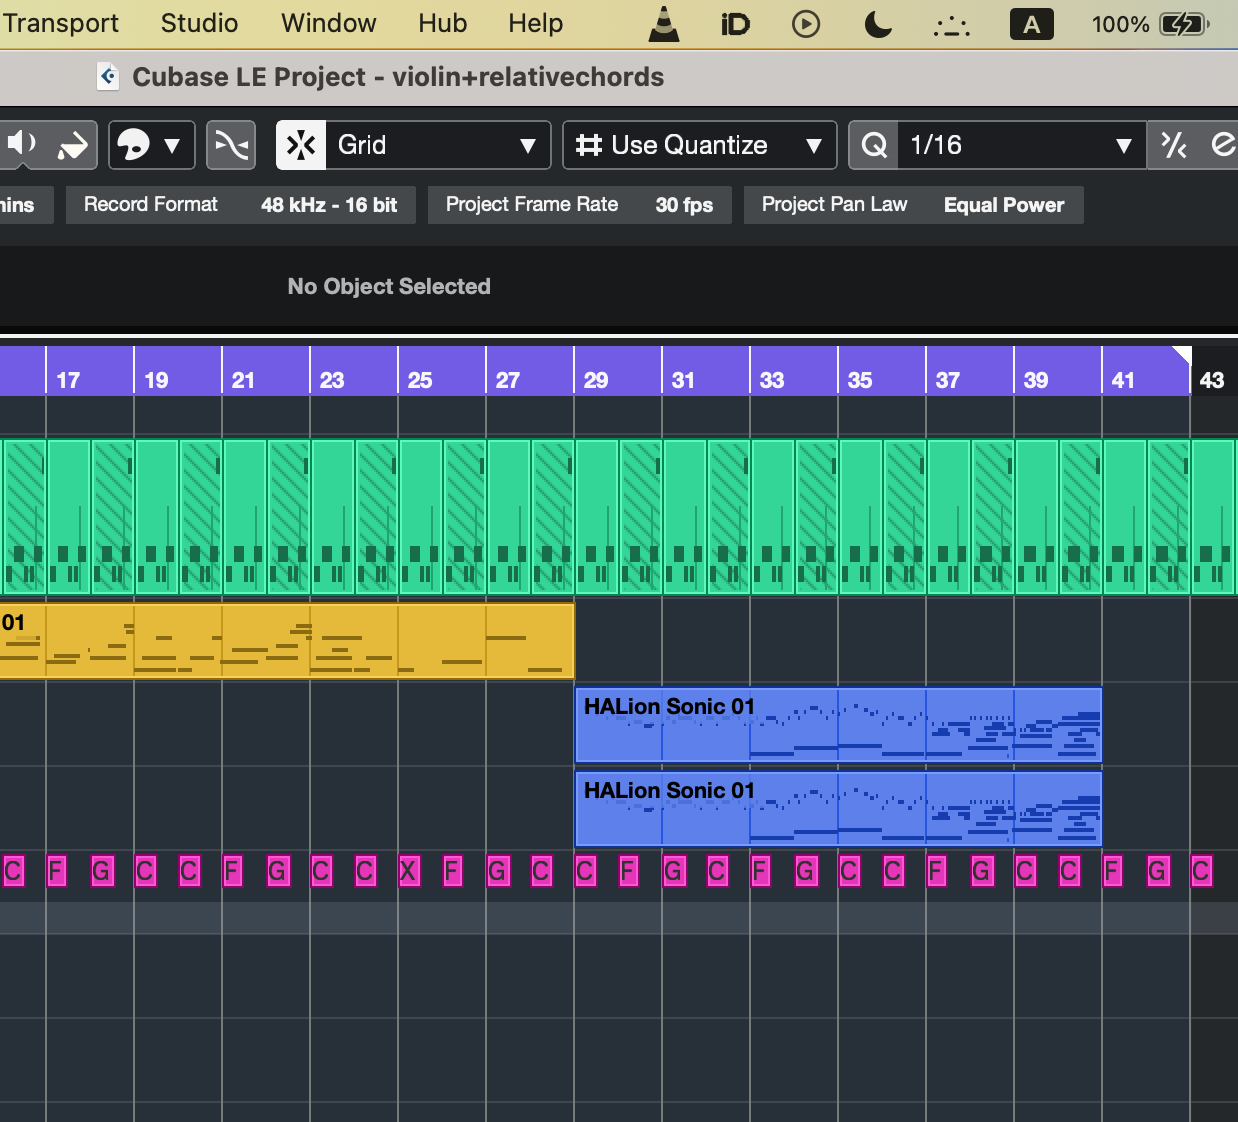 Transport Studio Window Hub Help iD A 100%
Cubase LE Project - violin+relativechords
Grid Use Quantize Q 1/16 e
Record Format 48 kHz - 16 bit Project Frame Rate 30 fps Project Pan Law Equal Power
No Object Selected
17 19 21 23 25 27 29 31 33 35 37 39 41 43
01
HALion Sonic 01
HALion Sonic 01
C F G C C F G C C X F G C C F G C F G C C F G C C F G C